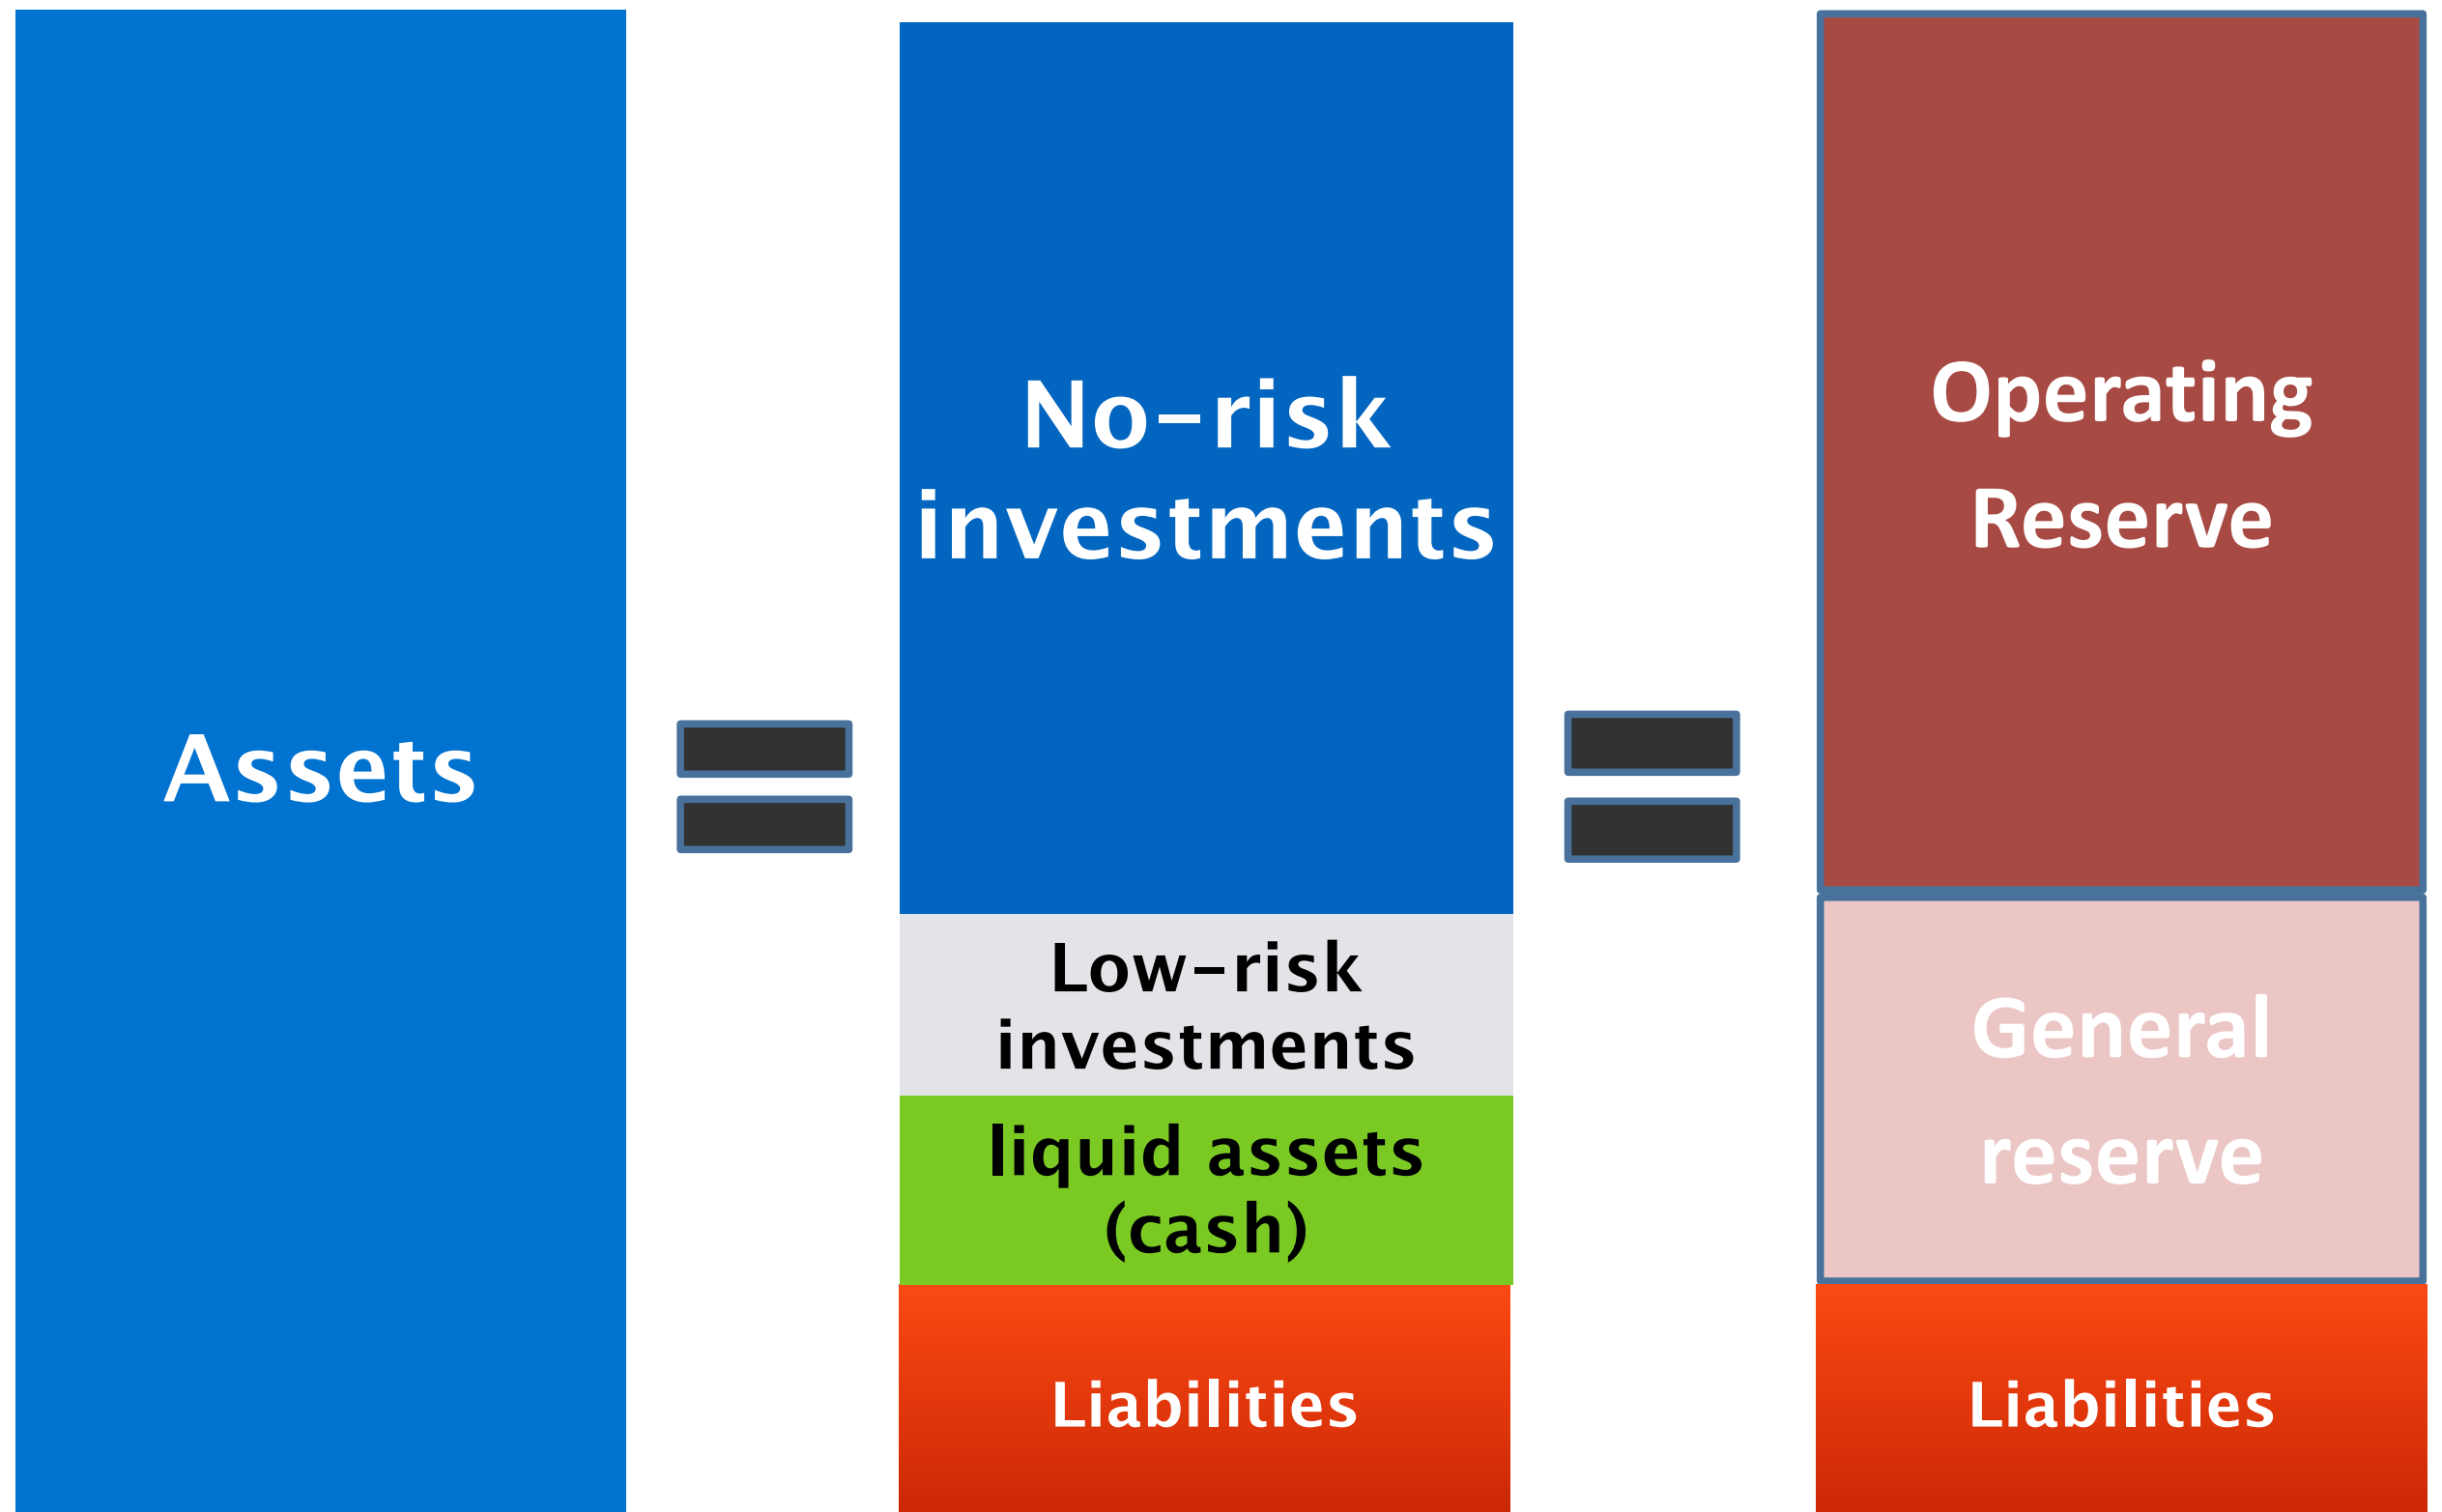 Assets
No-risk
investments
Low-risk
investments
liquid assets
(cash)
Liabilities
Operating
Reserve
General
reserve
Liabilities